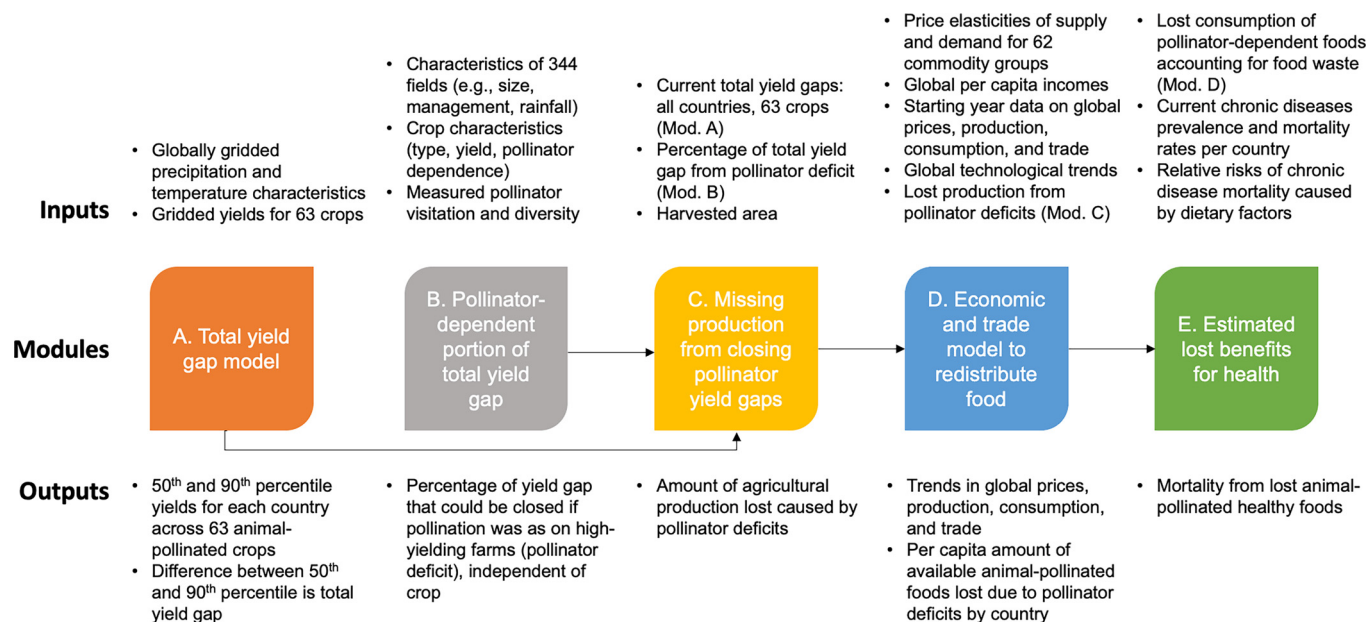 Inputs
• Globally gridded
precipitation and
temperature characteristics
• Gridded yields for 63 crops
• Characteristics of 344
fields (e.g., size,
management, rainfall)
• Crop characteristics
(type, yield, pollinator
dependence)
• Measured pollinator
visitation and diversity
• Current total yield gaps:
all countries, 63 crops
(Mod. A)
• Percentage of total yield
gap from pollinator deficit
(Mod. B)
• Harvested area
• Price elasticities of supply
and demand for 62
commodity groups
• Global per capita incomes
• Starting year data on global
prices, production,
consumption, and trade
• Global technological trends
• Lost production from
pollinator deficits (Mod. C)
• Lost consumption of
pollinator-dependent foods
accounting for food waste
(Mod. D)
• Current chronic diseases
prevalence and mortality
rates per country
• Relative risks of chronic
disease mortality caused
by dietary factors
Modules
A. Total yield
gap model
B. Pollinator-
dependent
portion of
total yield
gap
C. Missing
production
from closing
pollinator
yield gaps
D. Economic
and trade
model to
redistribute
food
E. Estimated
lost benefits
for health
Outputs
• 50th and 90th percentile
yields for each country
across 63 animal-
pollinated crops
• Difference between 50th
and 90th percentile is total
yield gap
• Percentage of yield gap
that could be closed if
pollination was as on high-
yielding farms (pollinator
deficit), independent of
crop
• Amount of agricultural
production lost caused by
pollinator deficits
• Trends in global prices,
production, consumption,
and trade
• Per capita amount of
available animal-pollinated
foods lost due to pollinator
deficits by country
• Mortality from lost animal-
pollinated healthy foods